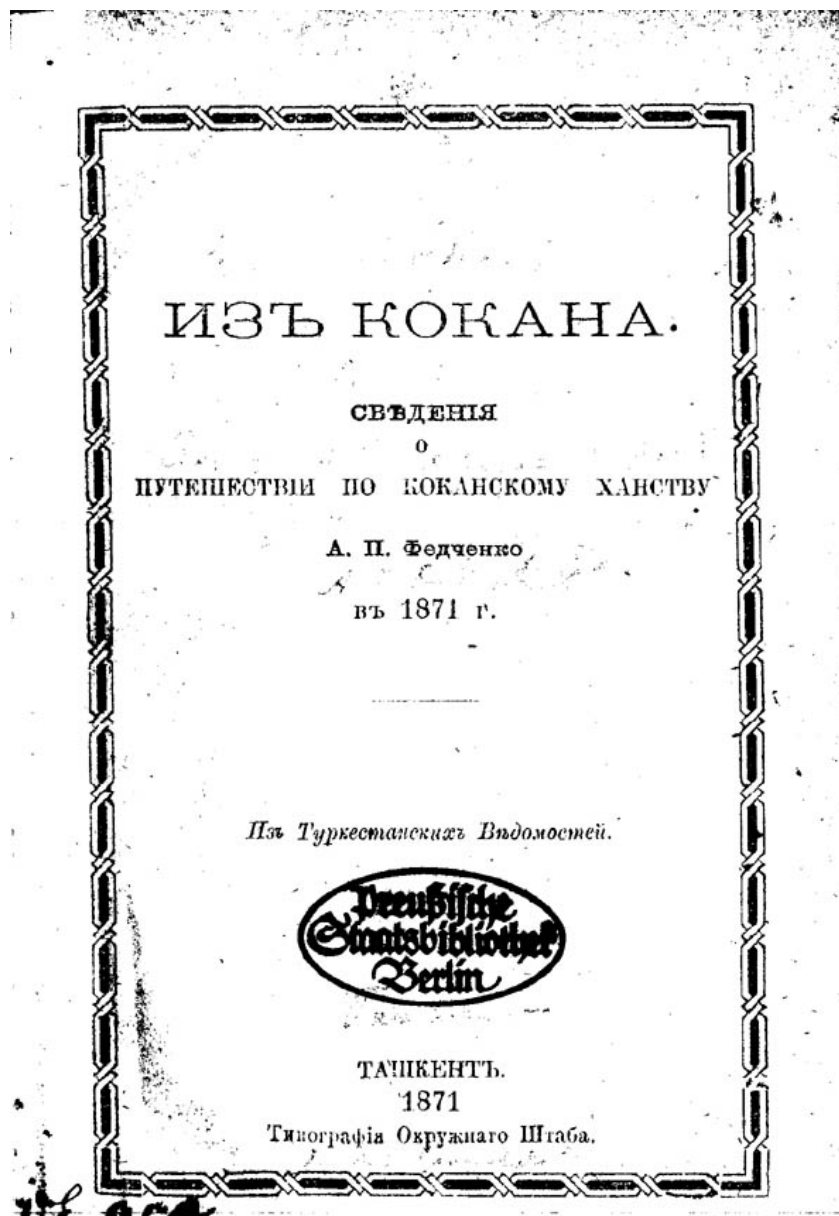 ИЗЪ КОКАНА.
СВѢДЕНІЯ
О
ПУТЕШЕСТВІИ ПО КОКАНСКОМУ ХАНСТВУ
А. П. Федченко
въ 1871 г.
Изъ Туркестанскихъ Вѣдомостей.
Preußische
Staatsbibliothek
Berlin
ТАШКЕНТЪ.
1871
Типографія Окружнаго Штаба.